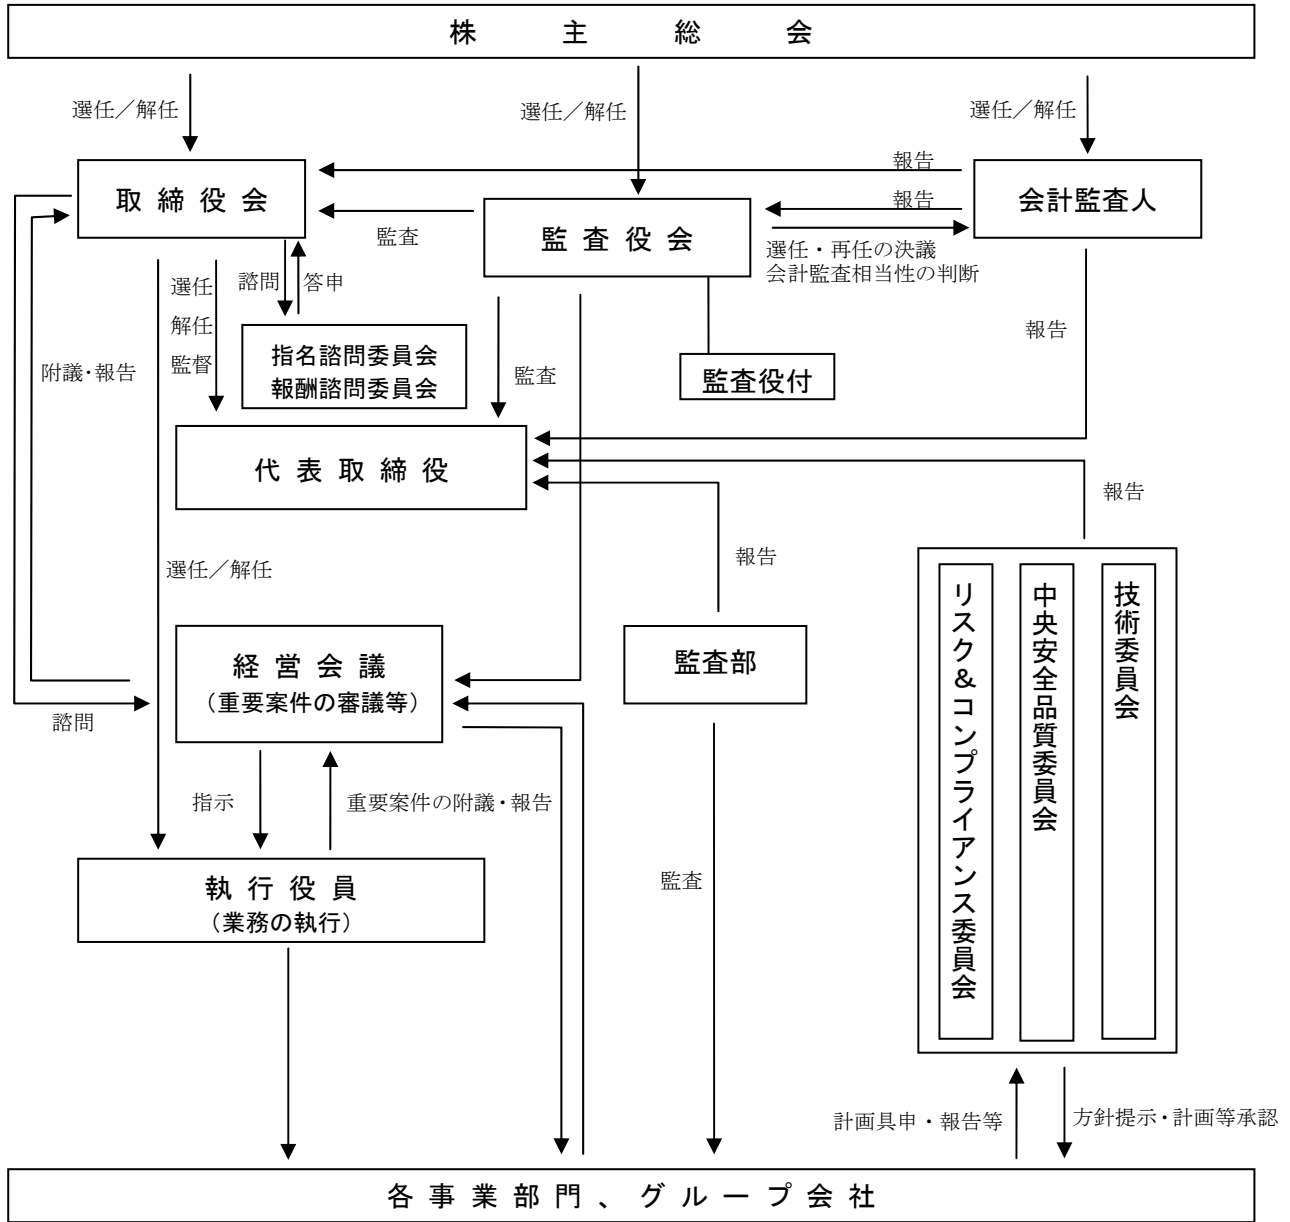 株主総会
選任／解任
選任／解任
選任／解任
取締役会
監査
監査役会
報告
報告
選任・再任の決議
会計監査相当性の判断
会計監査人
諮問
答申
選任
解任
監督
指名諮問委員会
報酬諮問委員会
附議・報告
監査
監査役付
報告
代表取締役
報告
報告
選任／解任
経営会議
（重要案件の審議等）
監査部
リスク＆コンプライアンス委員会
中央安全品質委員会
技術委員会
諮問
指示
重要案件の附議・報告
執行役員
（業務の執行）
監査
計画具申・報告等
方針提示・計画等承認
各事業部門、グループ会社